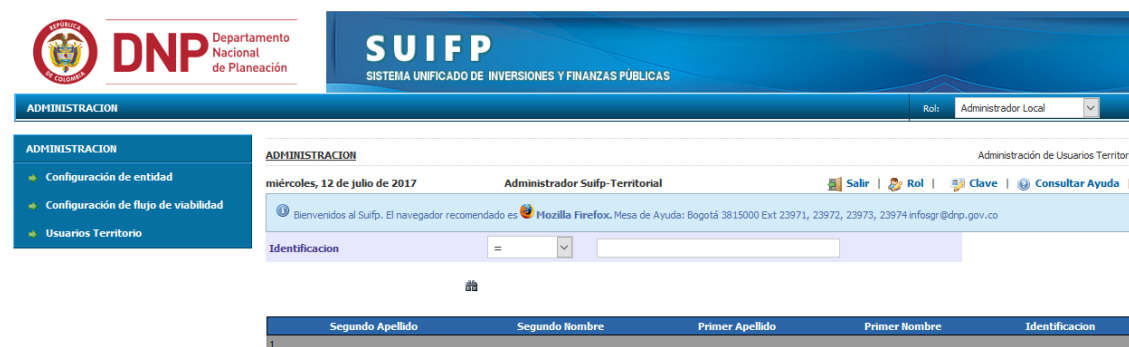 REPÚBLICA
DE COLOMBIA
DNP
Departamento
Nacional
de Planeación
SUIFP
SISTEMA UNIFICADO DE INVERSIONES Y FINANZAS PÚBLICAS
ADMINISTRACION
Rol: Administrador Local
ADMINISTRACION
Configuración de entidad
Configuración de flujo de viabilidad
Usuarios Territorio
ADMINISTRACION Administración de Usuarios Territor
miércoles, 12 de julio de 2017 Administrador Suifp-Territorial Salir | Rol | Clave | Consultar Ayuda |
Bienvenidos al Suifp. El navegador recomendado es Mozilla Firefox. Mesa de Ayuda: Bogotá 3815000 Ext 23971, 23972, 23973, 23974 infosgr@dnp.gov.co
Identificacion =
Segundo Apellido Segundo Nombre Primer Apellido Primer Nombre Identificacion
1